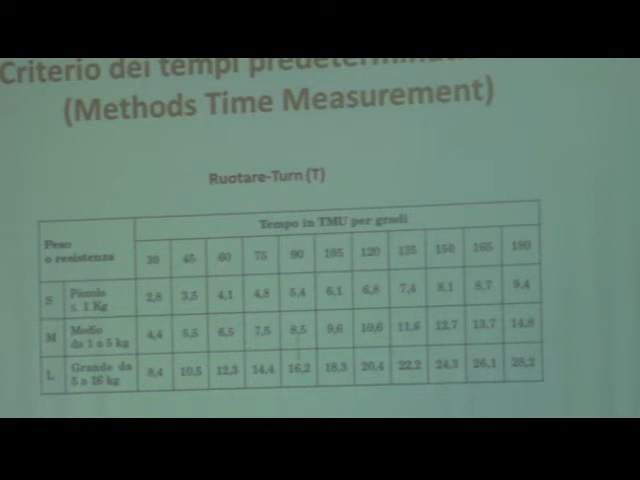 Criterio dei tempi predeterminati
(Methods Time Measurement)
Ruotare-Turn (T)
Peso o resistenza Tempo in TMU per gradi
30 45 60 75 90 105 120 135 150 165 180
S Piccolo ≤ 1 Kg 2,8 3,5 4,1 4,8 5,4 6,1 6,8 7,4 8,1 8,7 9,4
M Medio da 1 a 5 kg 4,4 5,5 6,5 7,5 8,5 9,6 10,6 11,6 12,7 13,7 14,8
L Grande da 5 a 16 kg 8,4 10,5 12,3 14,4 16,2 18,3 20,4 22,2 24,3 26,1 28,2